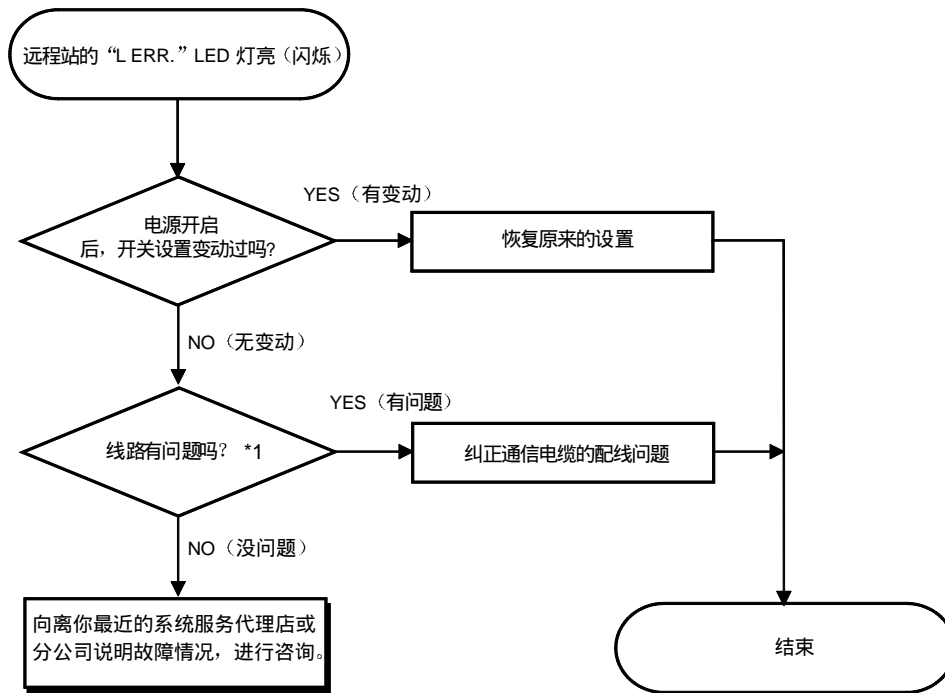 远程站的“L ERR.”LED 灯亮（闪烁）
YES（有变动）
电源开启
后，开关设置变动过吗?
恢复原来的设置
NO（无变动）
YES（有问题）
线路有问题吗？ *1
纠正通信电缆的配线问题
NO（没问题）
向离你最近的系统服务代理店或
分公司说明故障情况，进行咨询。
结束